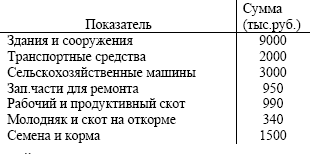 Показатель Сумма (тыс.руб.)
Здания и сооружения 9000
Транспортные средства 2000
Сельскохозяйственные машины 3000
Зап.части для ремонта 950
Рабочий и продуктивный скот 990
Молодняк и скот на откорме 340
Семена и корма 1500